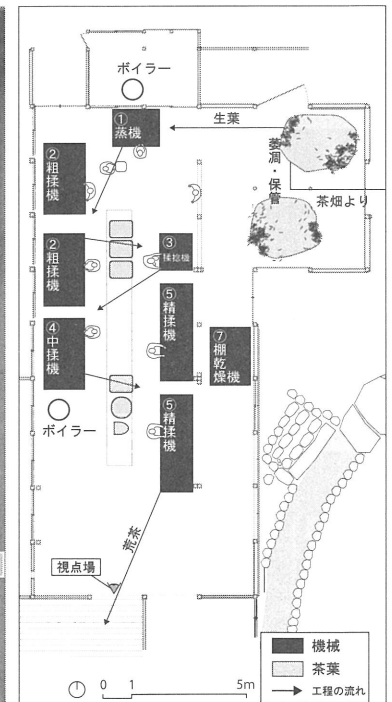 ボイラー
①蒸機
生葉
萎凋・保管
茶畑より
②粗揉機
②粗揉機
③揉捻機
④中揉機
⑤精揉機
⑦棚乾燥機
ボイラー
⑤精揉機
荒茶
視点場
機械
茶葉
工程の流れ
0 1 5m